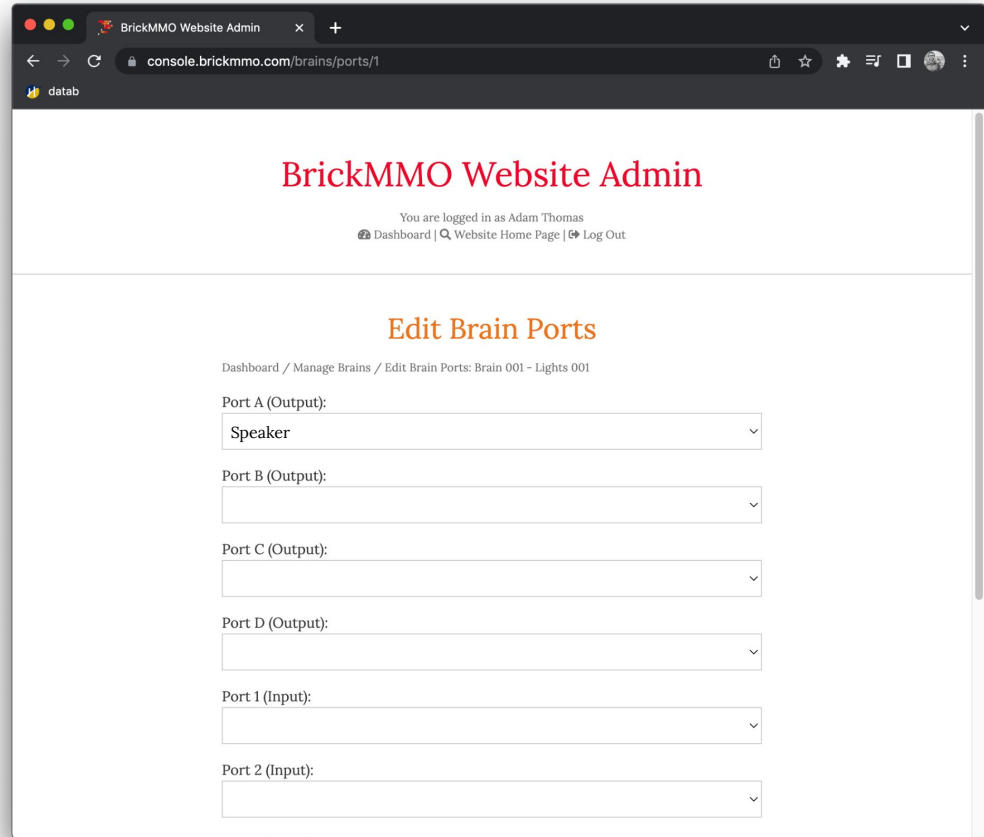 BrickMMO Website Admin
console.brickmmo.com/brains/ports/1
datab
BrickMMO Website Admin
You are logged in as Adam Thomas
Dashboard | Website Home Page | Log Out
Edit Brain Ports
Dashboard / Manage Brains / Edit Brain Ports: Brain 001 - Lights 001
Port A (Output):
Speaker
Port B (Output):
Port C (Output):
Port D (Output):
Port 1 (Input):
Port 2 (Input):